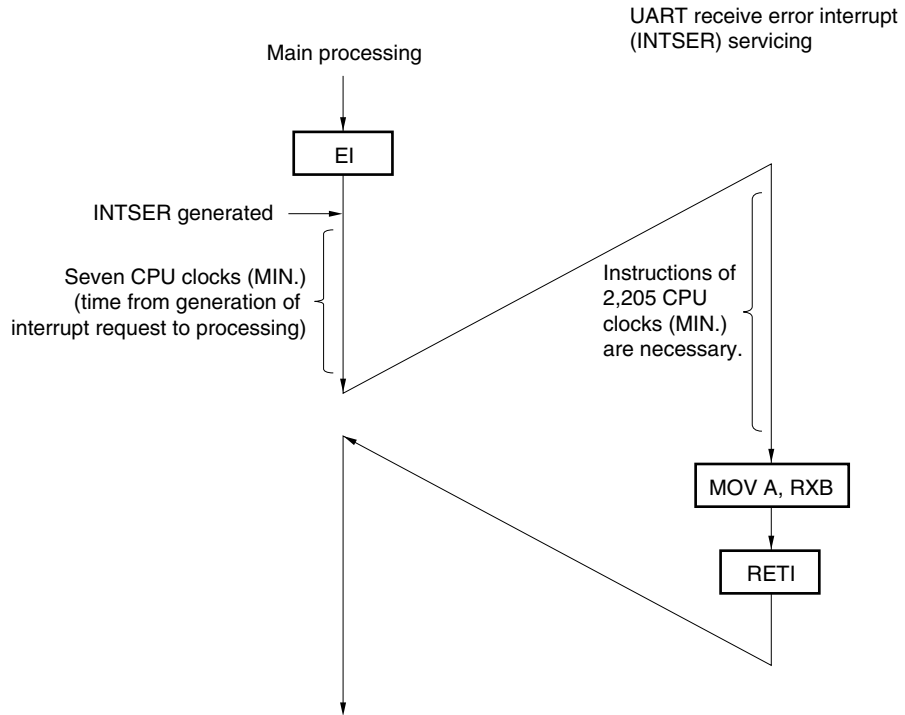 UART receive error interrupt
(INTSER) servicing
Main processing
EI
INTSER generated
Seven CPU clocks (MIN.)
(time from generation of
interrupt request to processing)
Instructions of
2,205 CPU
clocks (MIN.)
are necessary.
MOV A, RXB
RETI